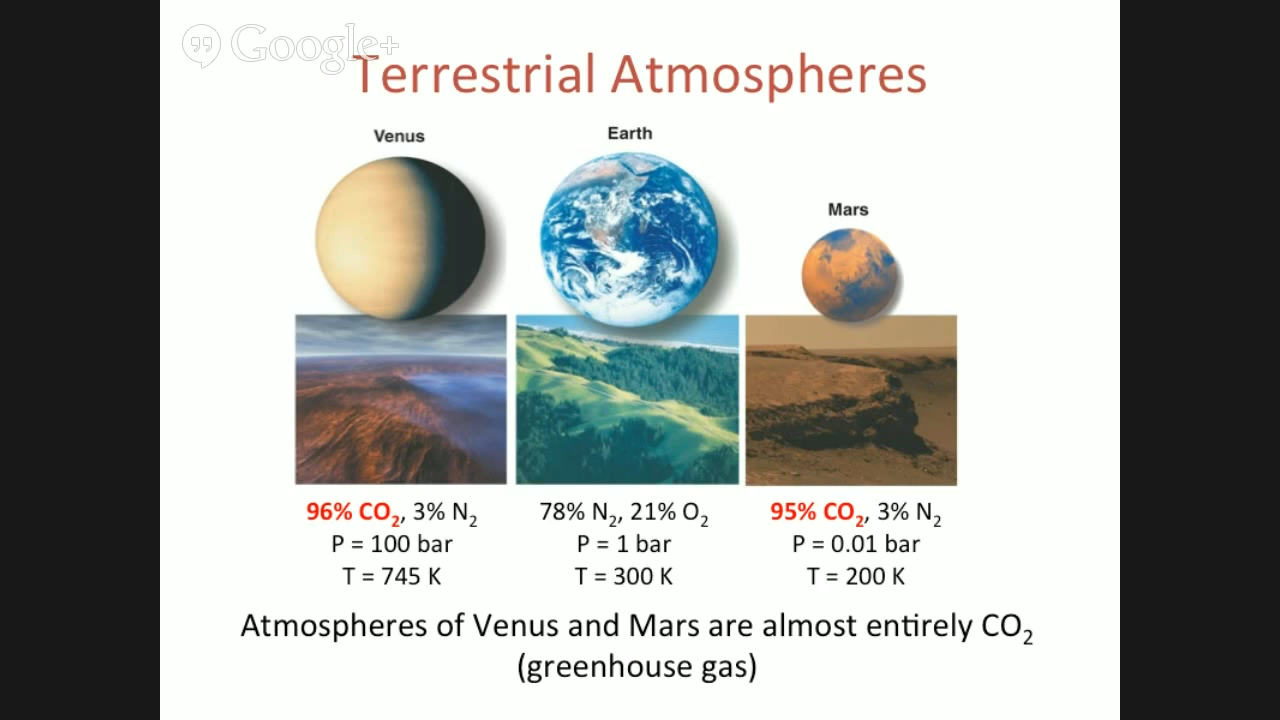 Google+
Terrestrial Atmospheres
Venus
Earth
Mars
96% CO₂, 3% N₂
P = 100 bar
T = 745 K
78% N₂, 21% O₂
P = 1 bar
T = 300 K
95% CO₂, 3% N₂
P = 0.01 bar
T = 200 K
Atmospheres of Venus and Mars are almost entirely CO₂
(greenhouse gas)